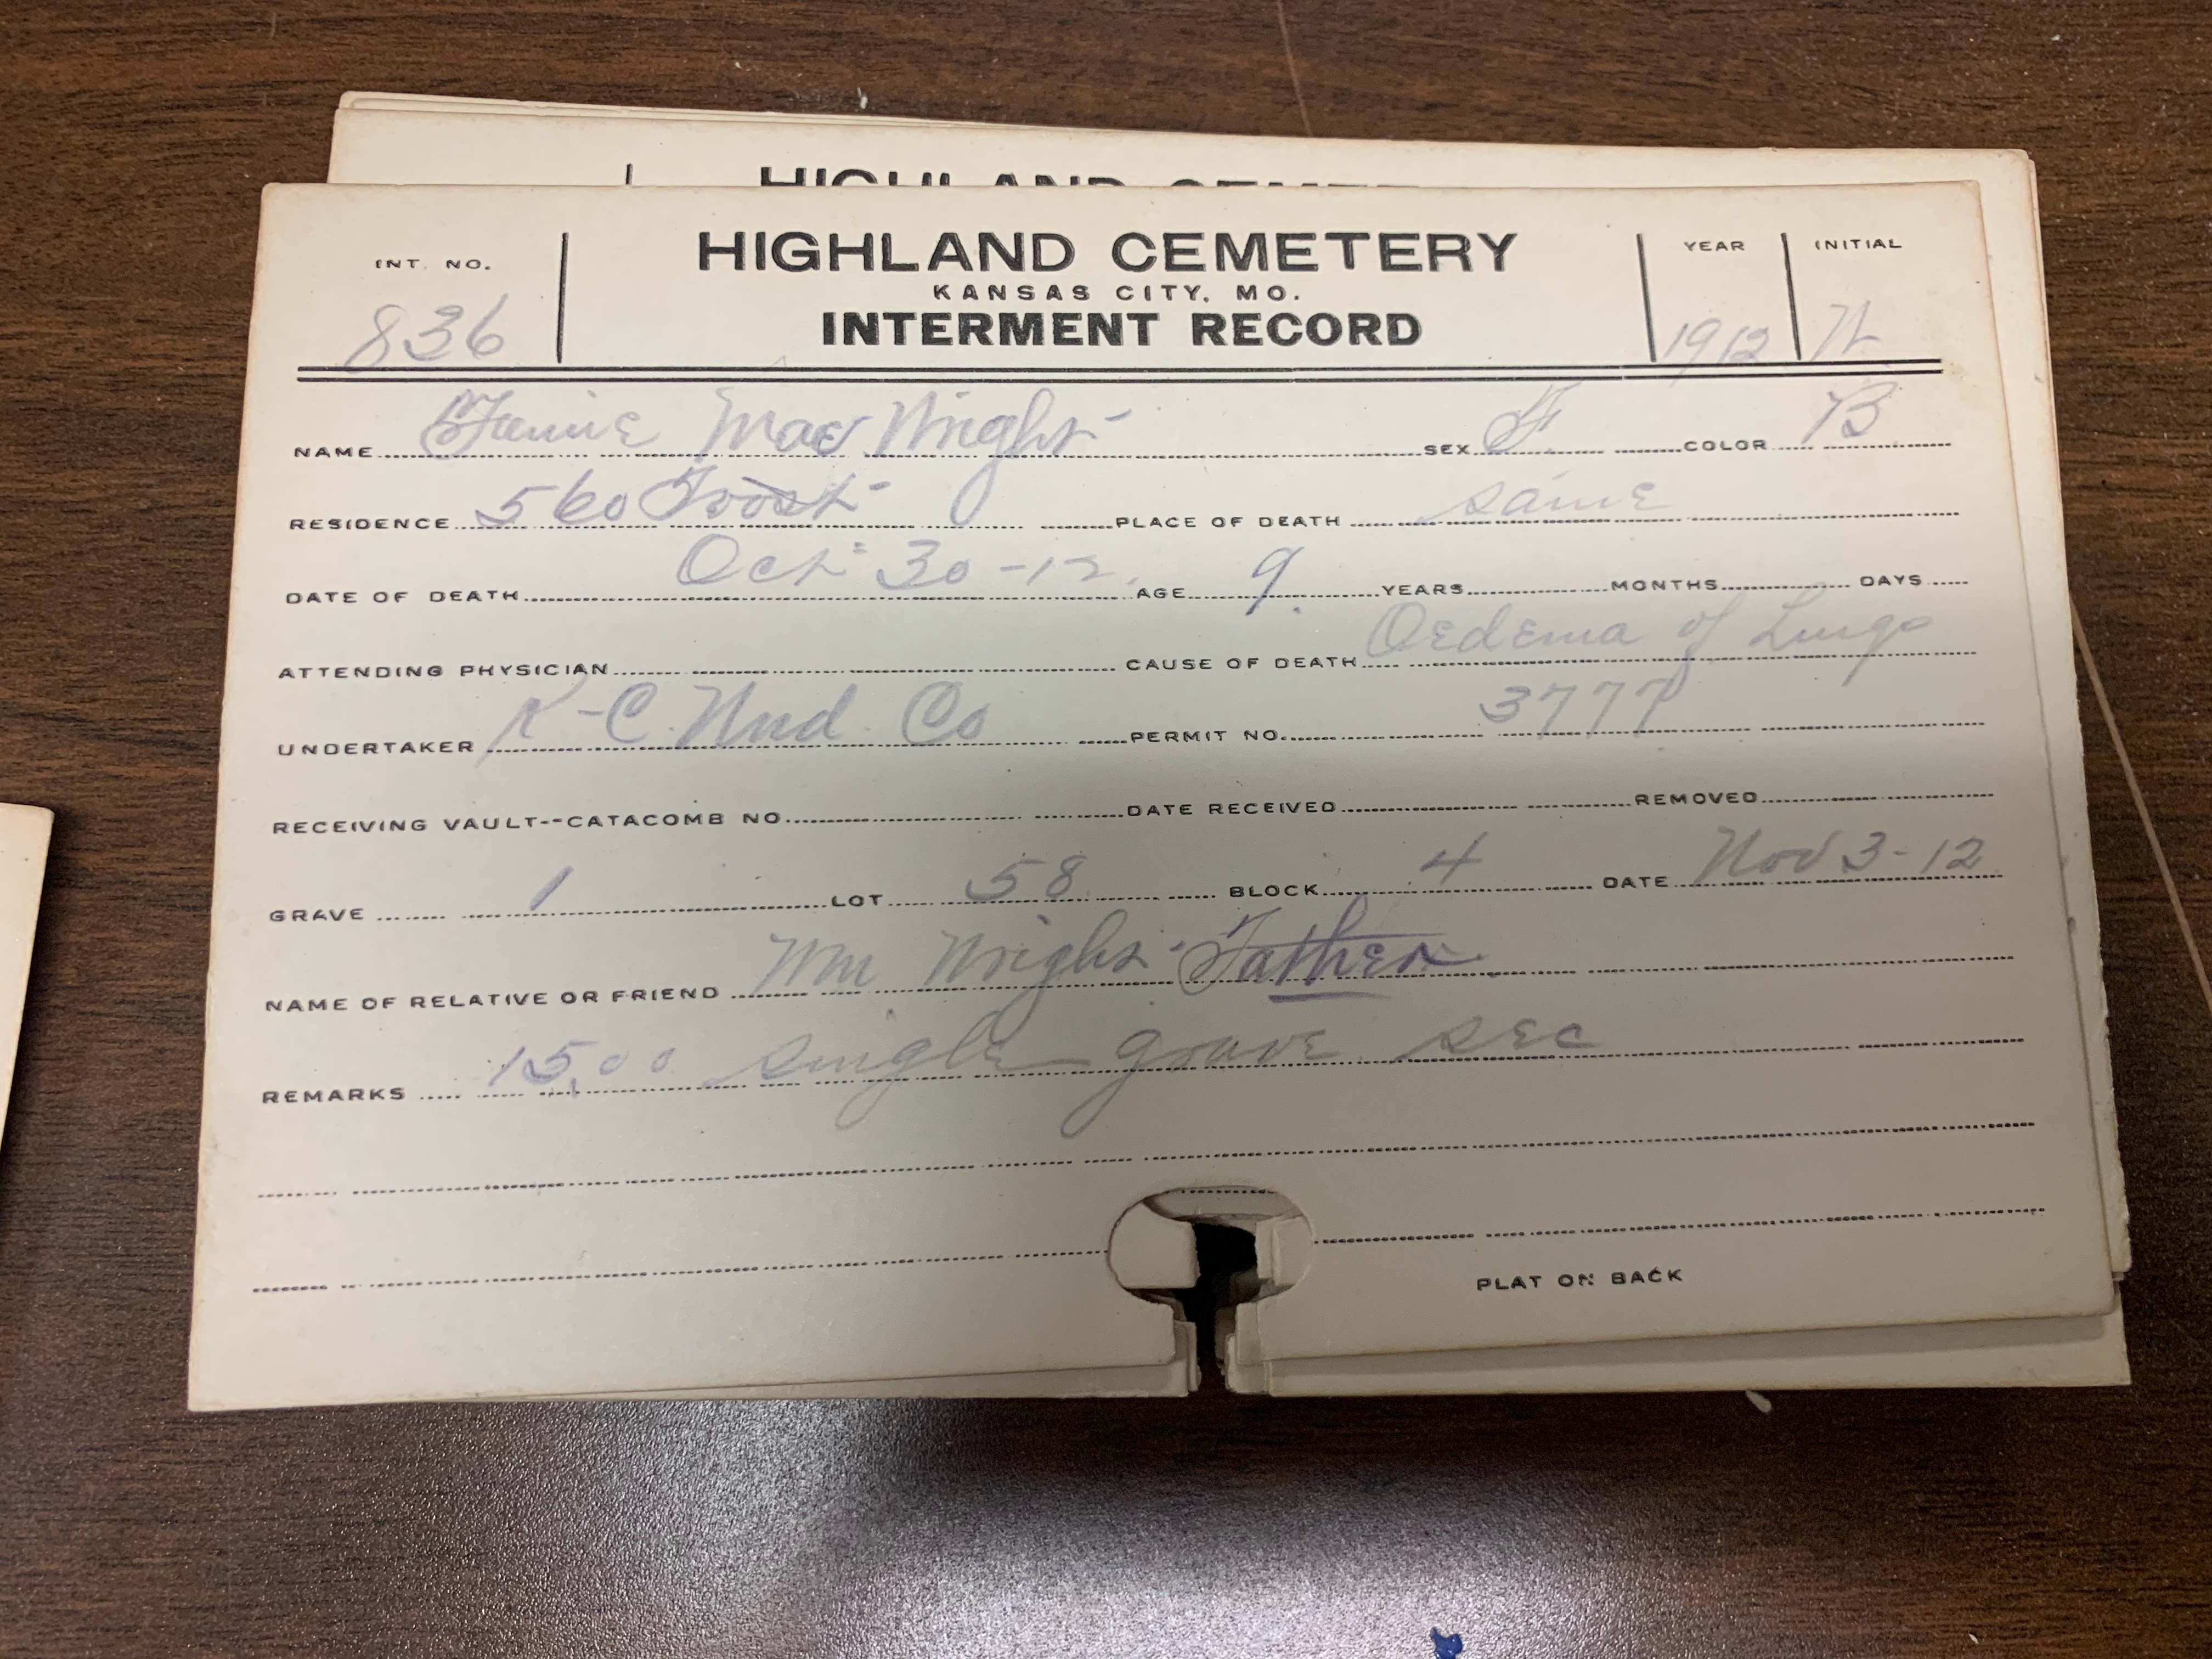 HIGHLAND CEME
INT. NO. HIGHLAND CEMETERY YEAR INITIAL
KANSAS CITY, MO.
836 INTERMENT RECORD 1912 W
NAME Fannie Mae Wright SEX F COLOR B
RESIDENCE 560 Troost PLACE OF DEATH same
DATE OF DEATH Oct 30-12. AGE 9. YEARS MONTHS DAYS
ATTENDING PHYSICIAN CAUSE OF DEATH Oedema of Lungs
UNDERTAKER K-C. Und. Co PERMIT NO. 3777
RECEIVING VAULT--CATACOMB NO. DATE RECEIVED REMOVED
GRAVE 1 LOT 58 BLOCK 4 DATE Nov 3-12
NAME OF RELATIVE OR FRIEND Wm Wright Father.
REMARKS 15.00 single grave sec
PLAT ON BACK